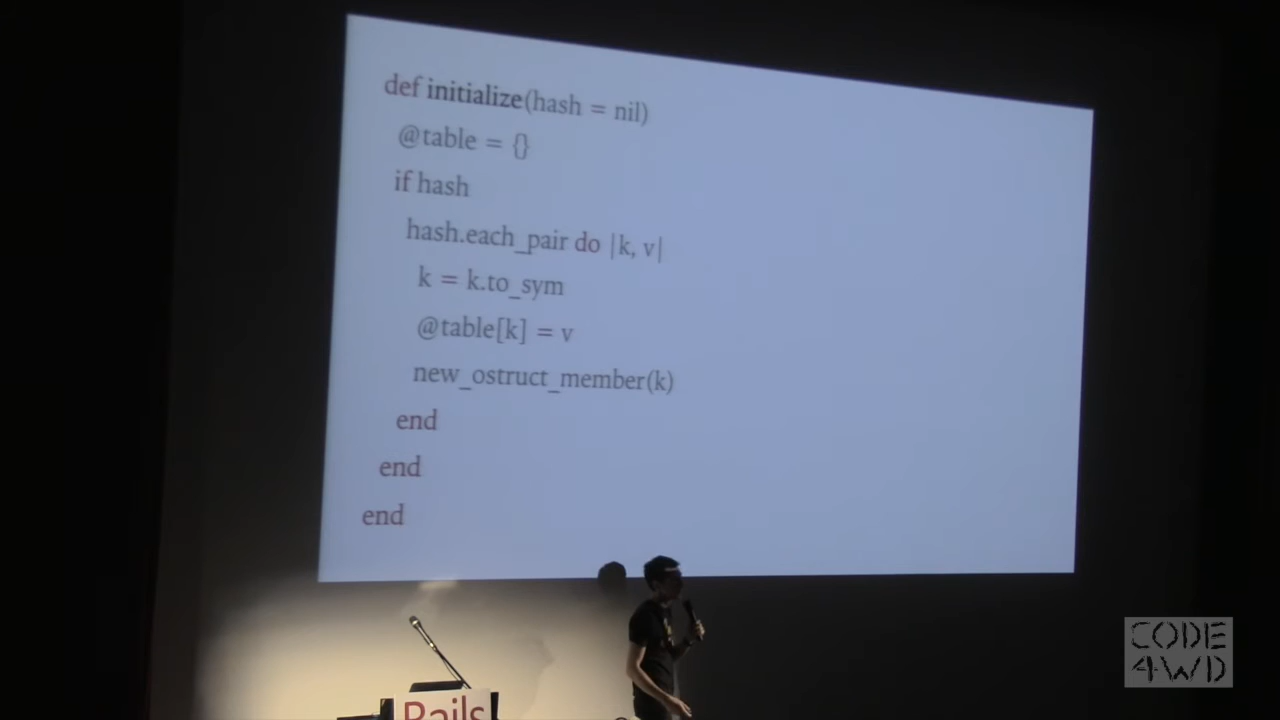 def initialize(hash = nil)
@table = {}
if hash
hash.each_pair do |k, v|
k = k.to_sym
@table[k] = v
new_ostruct_member(k)
end
end
end
Rails
CODE
4WD